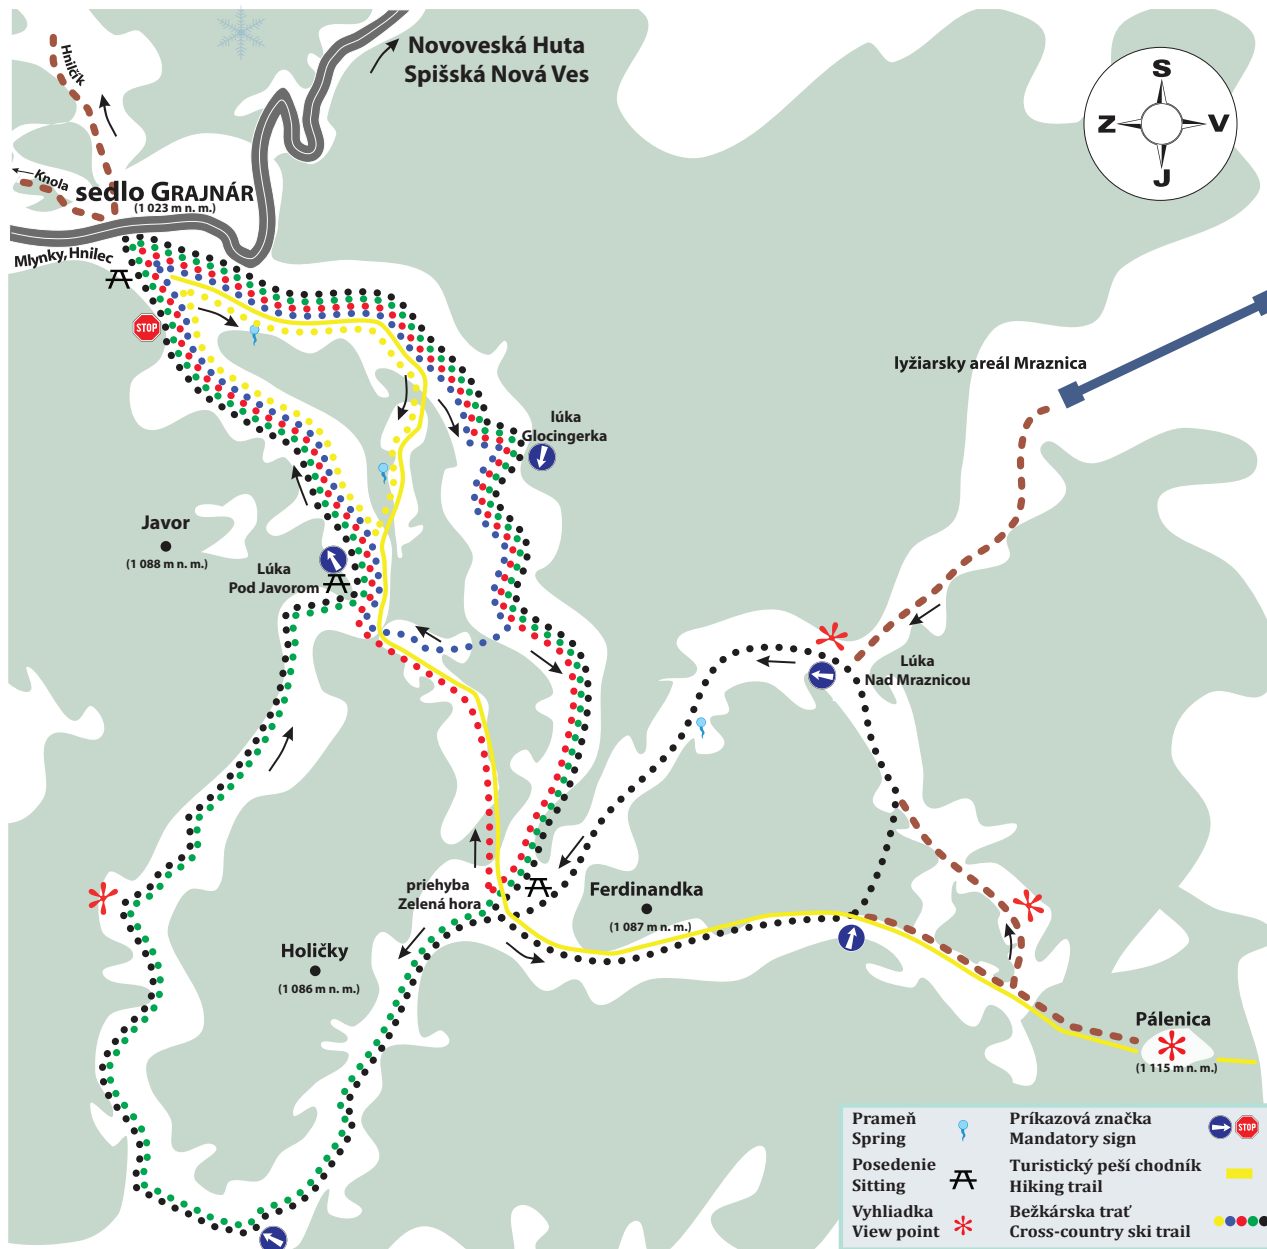 Novoveská Huta
Spišská Nová Ves
Hnilčík
Knola
sedlo GRAJNÁR
(1 023 m n. m.)
Mlynky, Hnilec
STOP
S
Z
V
J
lyžiarsky areál Mraznica
lúka
Glocingerka
Javor
(1 088 m n. m.)
Lúka
Pod Javorom
Lúka
Nad Mraznicou
priehyba
Zelená hora
Ferdinandka
(1 087 m n. m.)
Holičky
(1 086 m n. m.)
Pálenica
(1 115 m n. m.)
Prameň
Spring
Príkazová značka
Mandatory sign
STOP
Posedenie
Sitting
Turistický peší chodník
Hiking trail
Vyhliadka
View point
Bežkárska trať
Cross-country ski trail